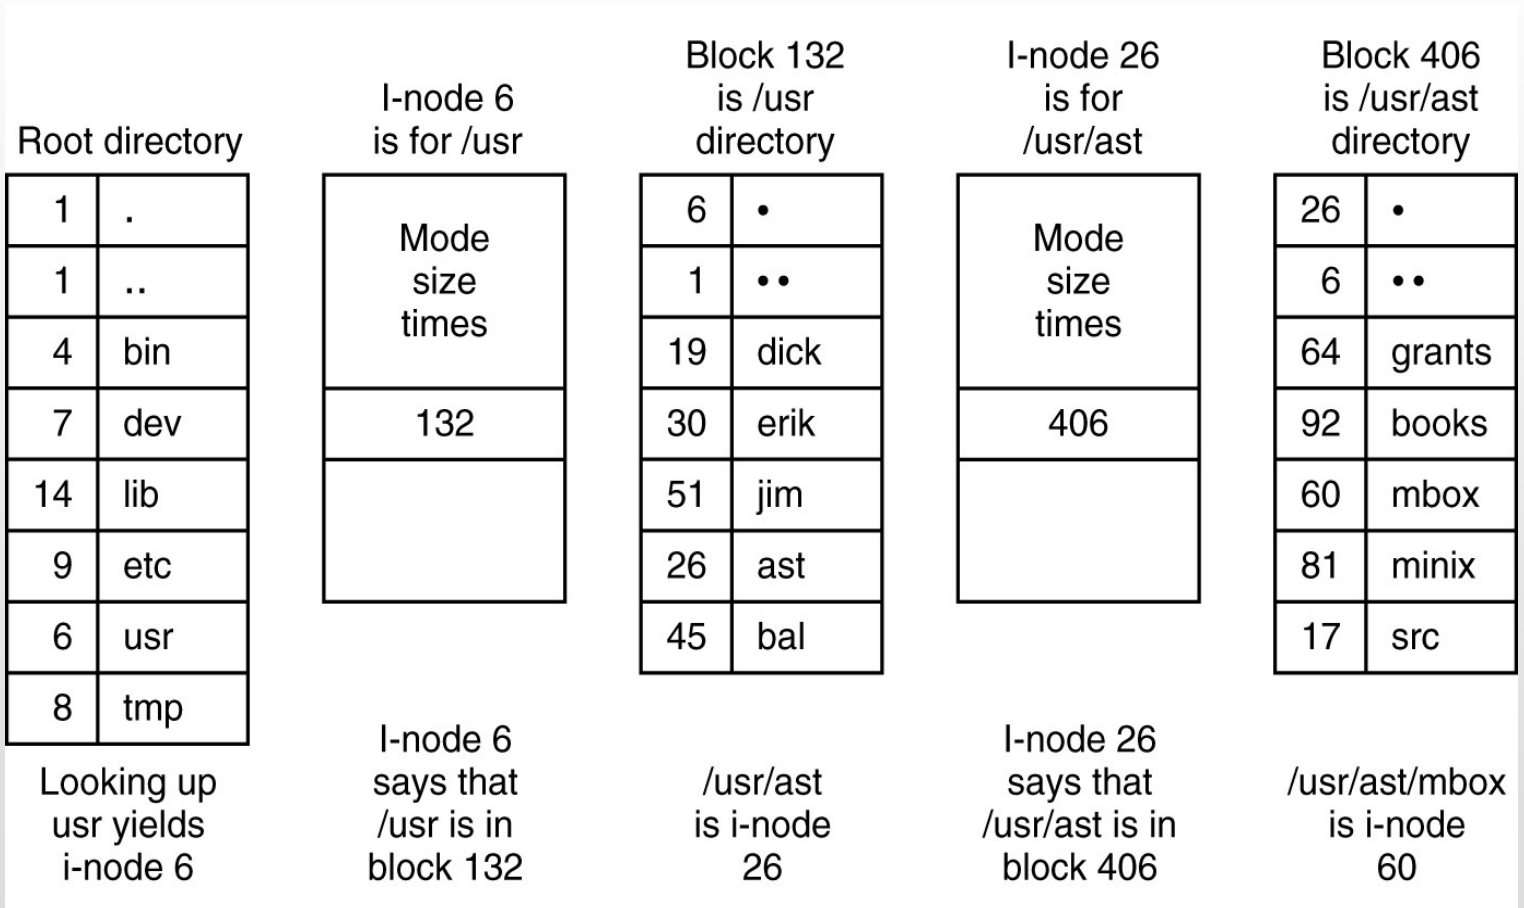 Root directory
1 .
1 ..
4 bin
7 dev
14 lib
9 etc
6 usr
8 tmp
Looking up
usr yields
i-node 6
I-node 6
is for /usr
Mode
size
times
132
I-node 6
says that
/usr is in
block 132
Block 132
is /usr
directory
6 •
1 ••
19 dick
30 erik
51 jim
26 ast
45 bal
/usr/ast
is i-node
26
I-node 26
is for
/usr/ast
Mode
size
times
406
I-node 26
says that
/usr/ast is in
block 406
Block 406
is /usr/ast
directory
26 •
6 ••
64 grants
92 books
60 mbox
81 minix
17 src
/usr/ast/mbox
is i-node
60